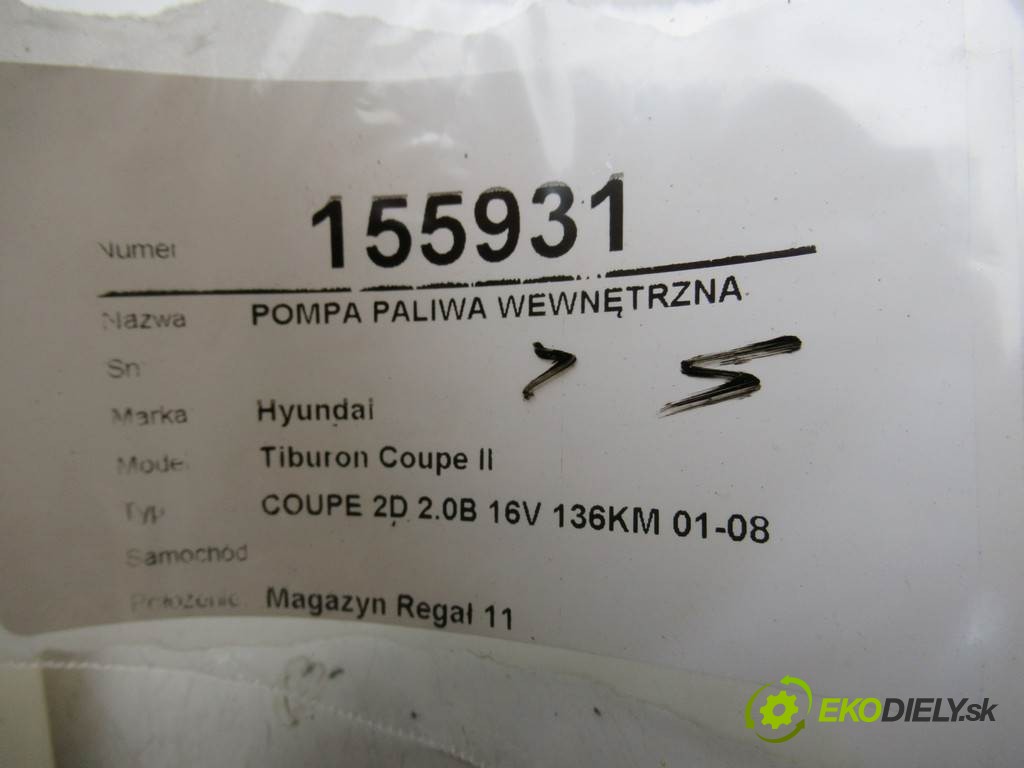 Numer 155931
Nazwa POMPA PALIWA WEWNĘTRZNA
Sn
Marka Hyundai
Model Tiburon Coupe II
Typ COUPE 2D 2.0B 16V 136KM 01-08
Samochód
Położenie Magazyn Regał 11
EKODIELY.sk